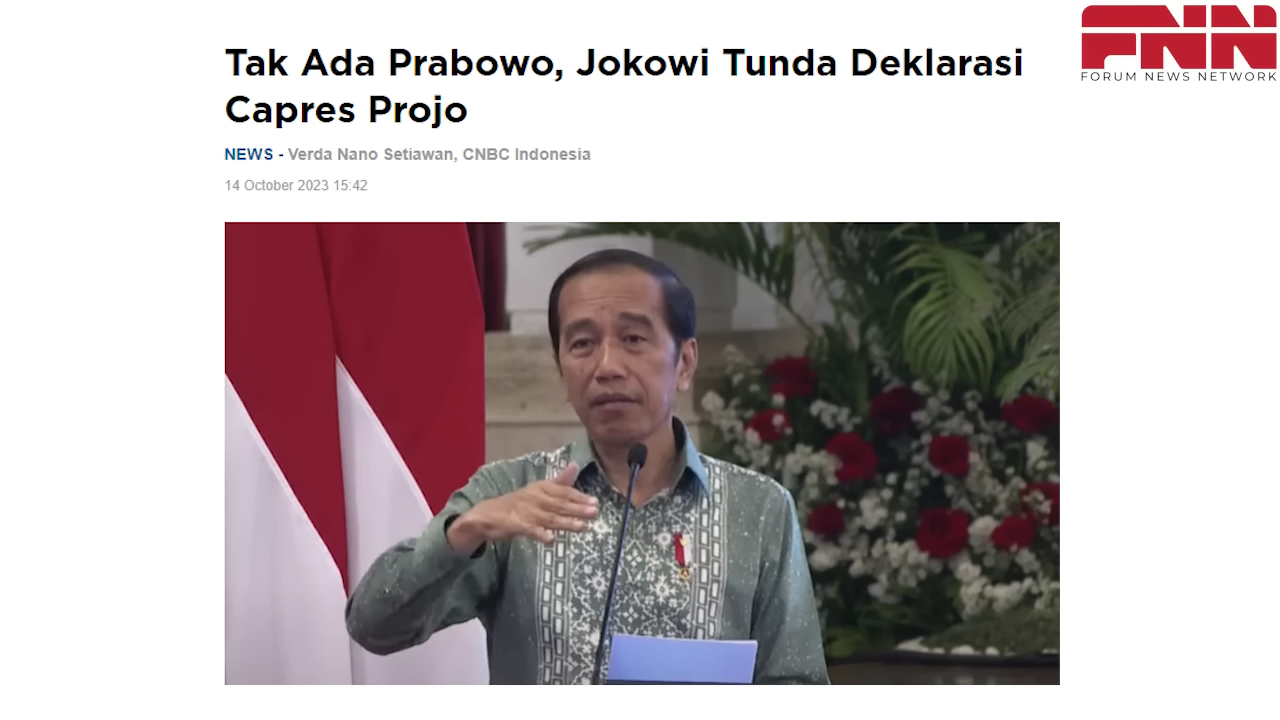 Tak Ada Prabowo, Jokowi Tunda Deklarasi
Capres Projo
NEWS - Verda Nano Setiawan, CNBC Indonesia
14 October 2023 15:42
FNN
FORUM NEWS NETWORK